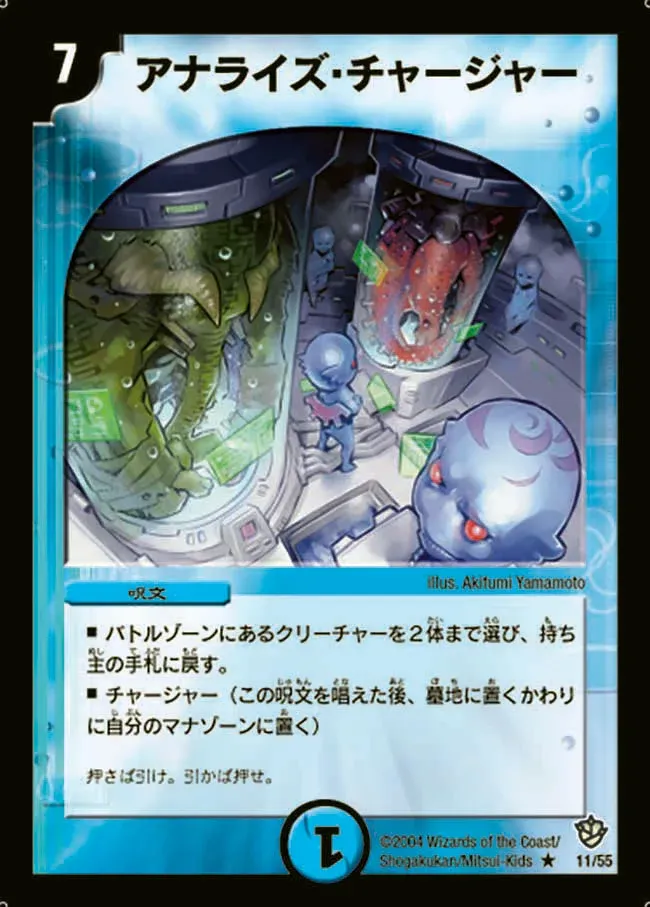 7
アナライズ・チャージャー
illus. Akifumi Yamamoto
呪文
■ バトルゾーンにあるクリーチャーを2体まで選び、持ち
主の手札に戻す。
■ チャージャー（この呪文を唱えた後、墓地に置くかわり
に自分のマナゾーンに置く）
押さば引け。引かば押せ。
1
©2004 Wizards of the Coast/
Shogakukan/Mitsui-Kids ★ 11/55